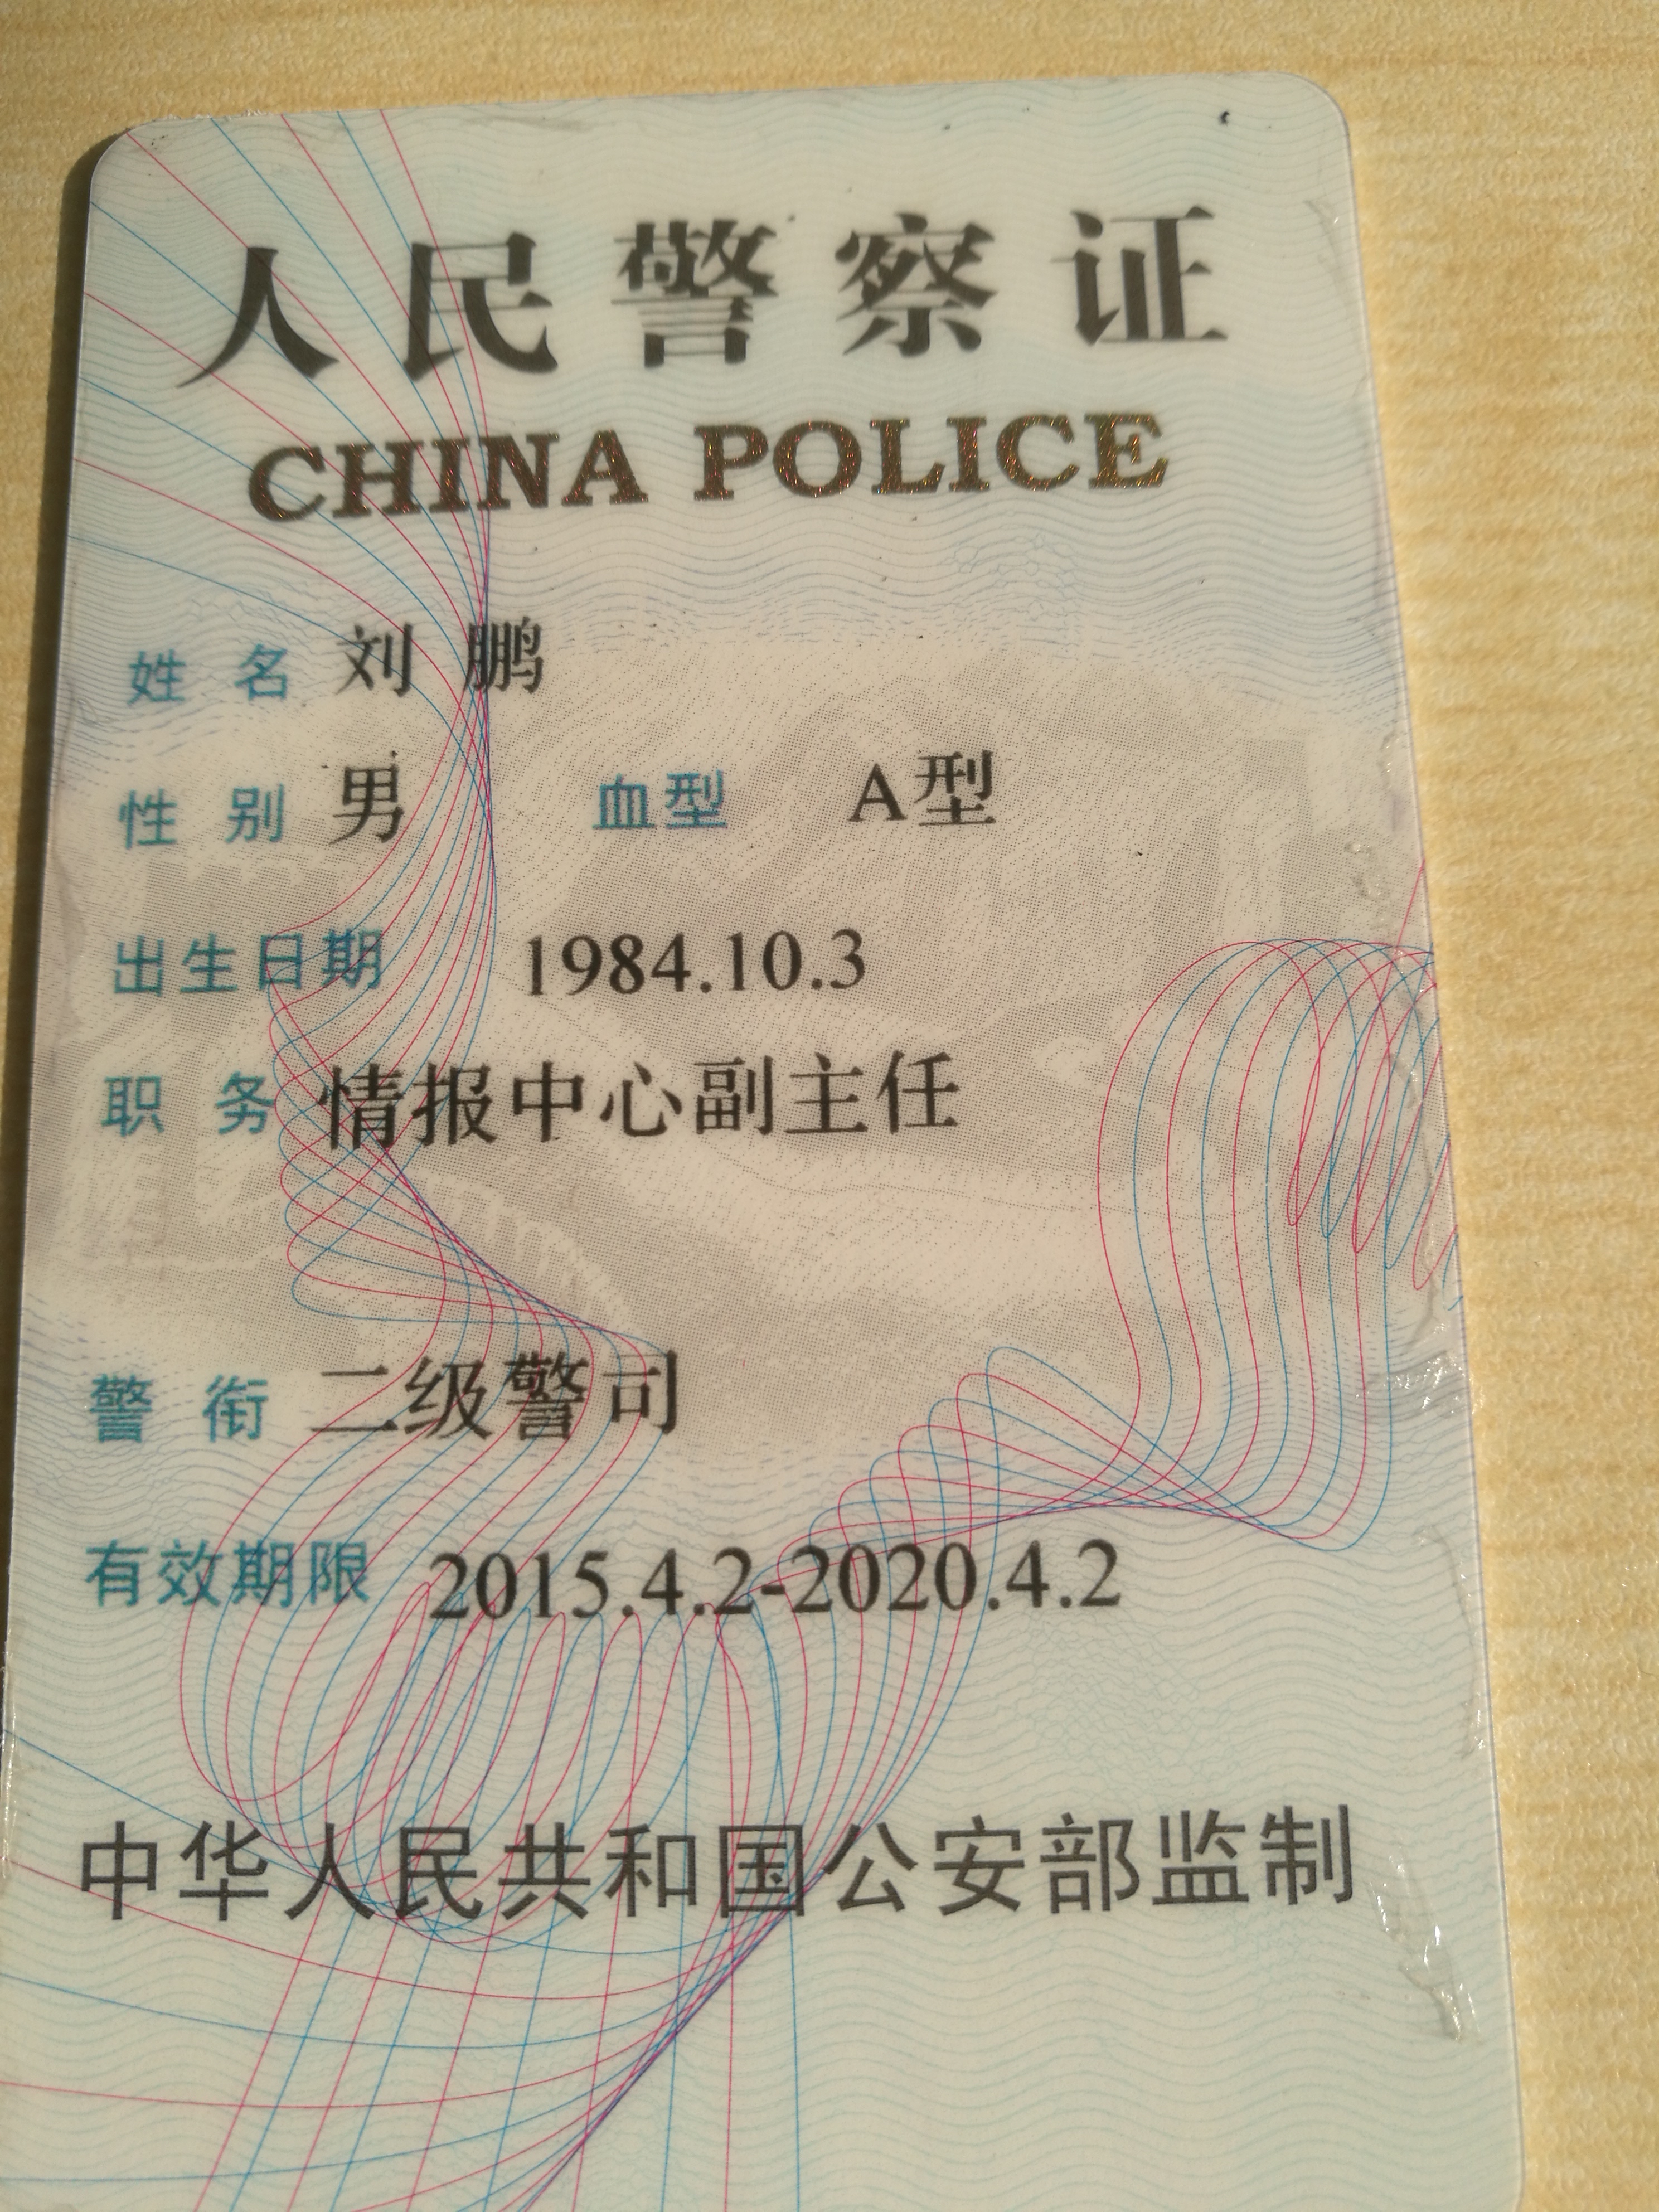 人民警察证
CHINA POLICE
姓名 刘鹏
性别 男 血型 A型
出生日期 1984.10.3
职务 情报中心副主任
警衔 二级警司
有效期限 2015.4.2-2020.4.2
中华人民共和国公安部监制